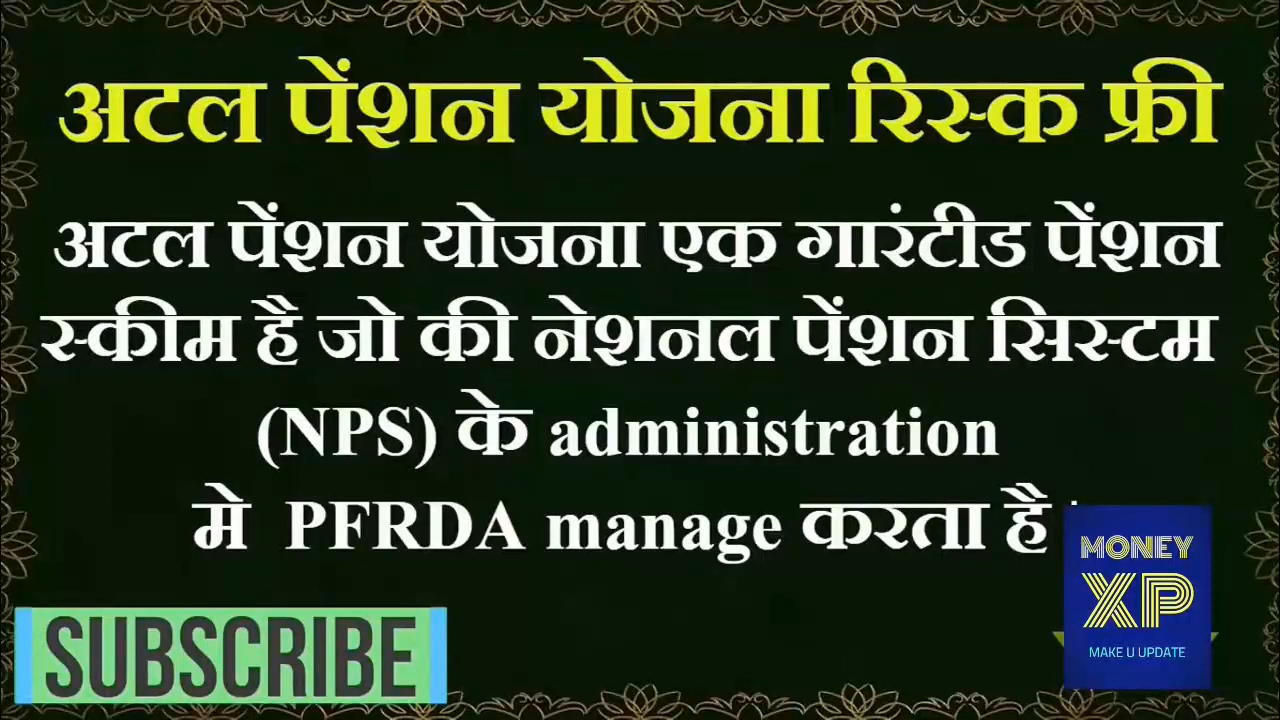 अटल पेंशन योजना रिस्क फ्री
अटल पेंशन योजना एक गारंटीड पेंशन
स्कीम है जो की नेशनल पेंशन सिस्टम
(NPS) के administration
मे PFRDA manage करता है
MONEY
XP
MAKE U UPDATE
SUBSCRIBE